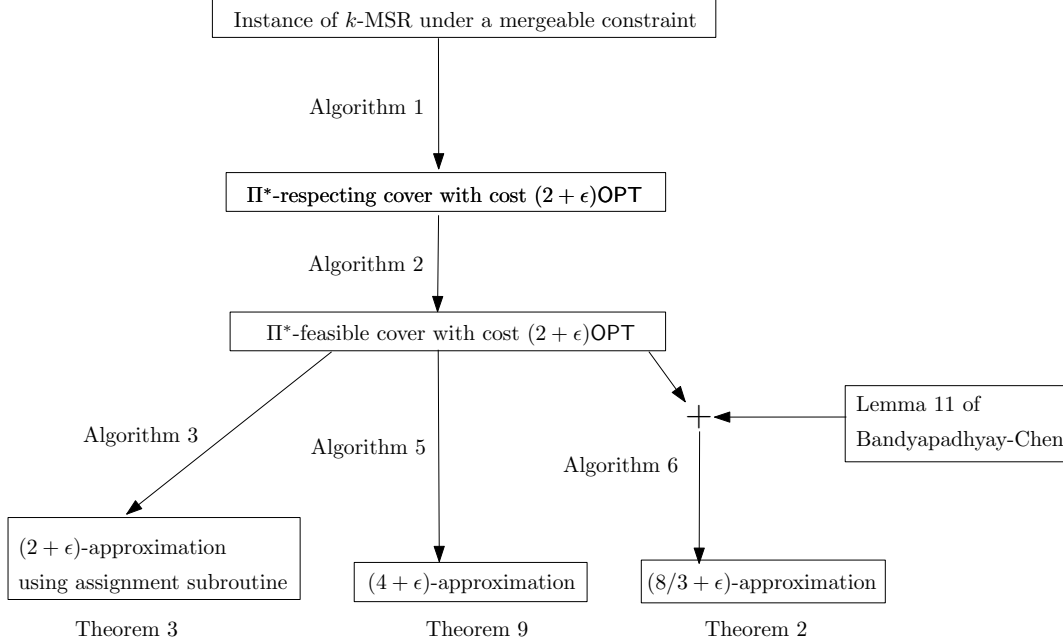 Instance of k-MSR under a mergeable constraint
Algorithm 1
Π*-respecting cover with cost (2 + ϵ)OPT
Algorithm 2
Π*-feasible cover with cost (2 + ϵ)OPT
Algorithm 3
Algorithm 5
+
Lemma 11 of
Bandyapadhyay-Chen
Algorithm 6
(2 + ϵ)-approximation
using assignment subroutine
(4 + ϵ)-approximation
(8/3 + ϵ)-approximation
Theorem 3
Theorem 9
Theorem 2